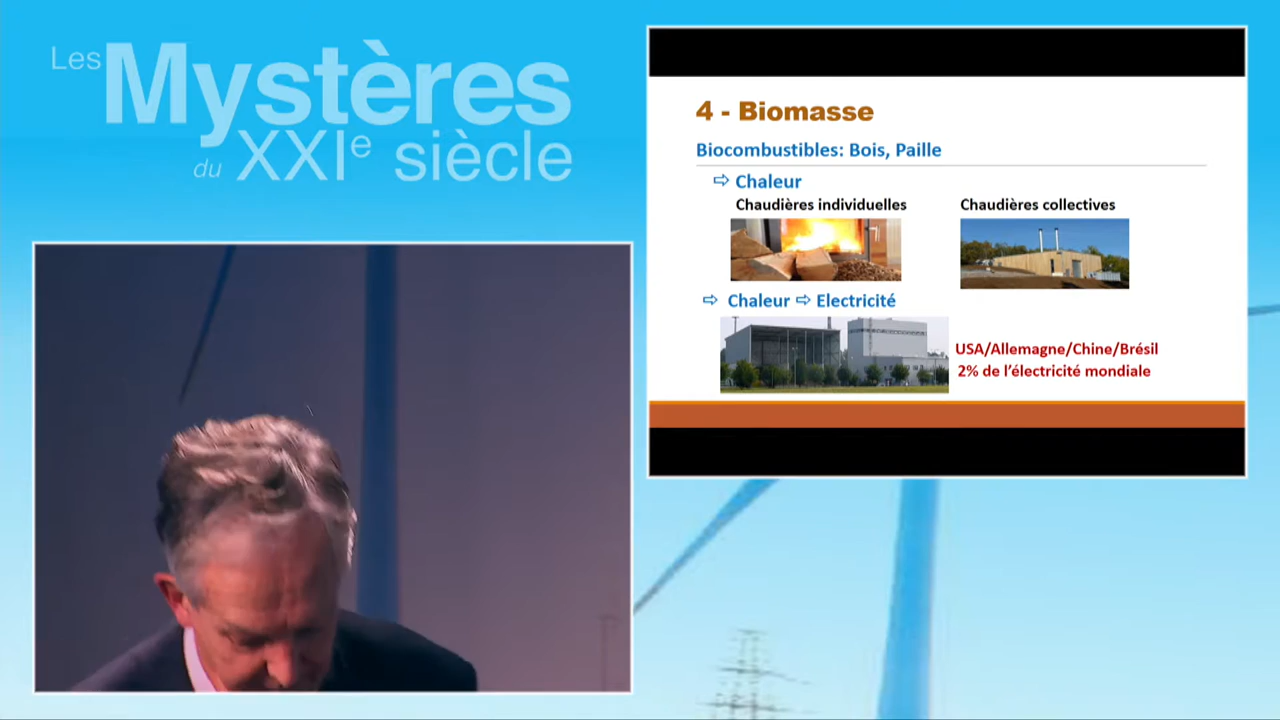 Les Mystères
du XXIe siècle
4 - Biomasse
Biocombustibles: Bois, Paille
⇨ Chaleur
Chaudières individuelles
Chaudières collectives
⇨ Chaleur ⇨ Electricité
USA/Allemagne/Chine/Brésil
2% de l'électricité mondiale